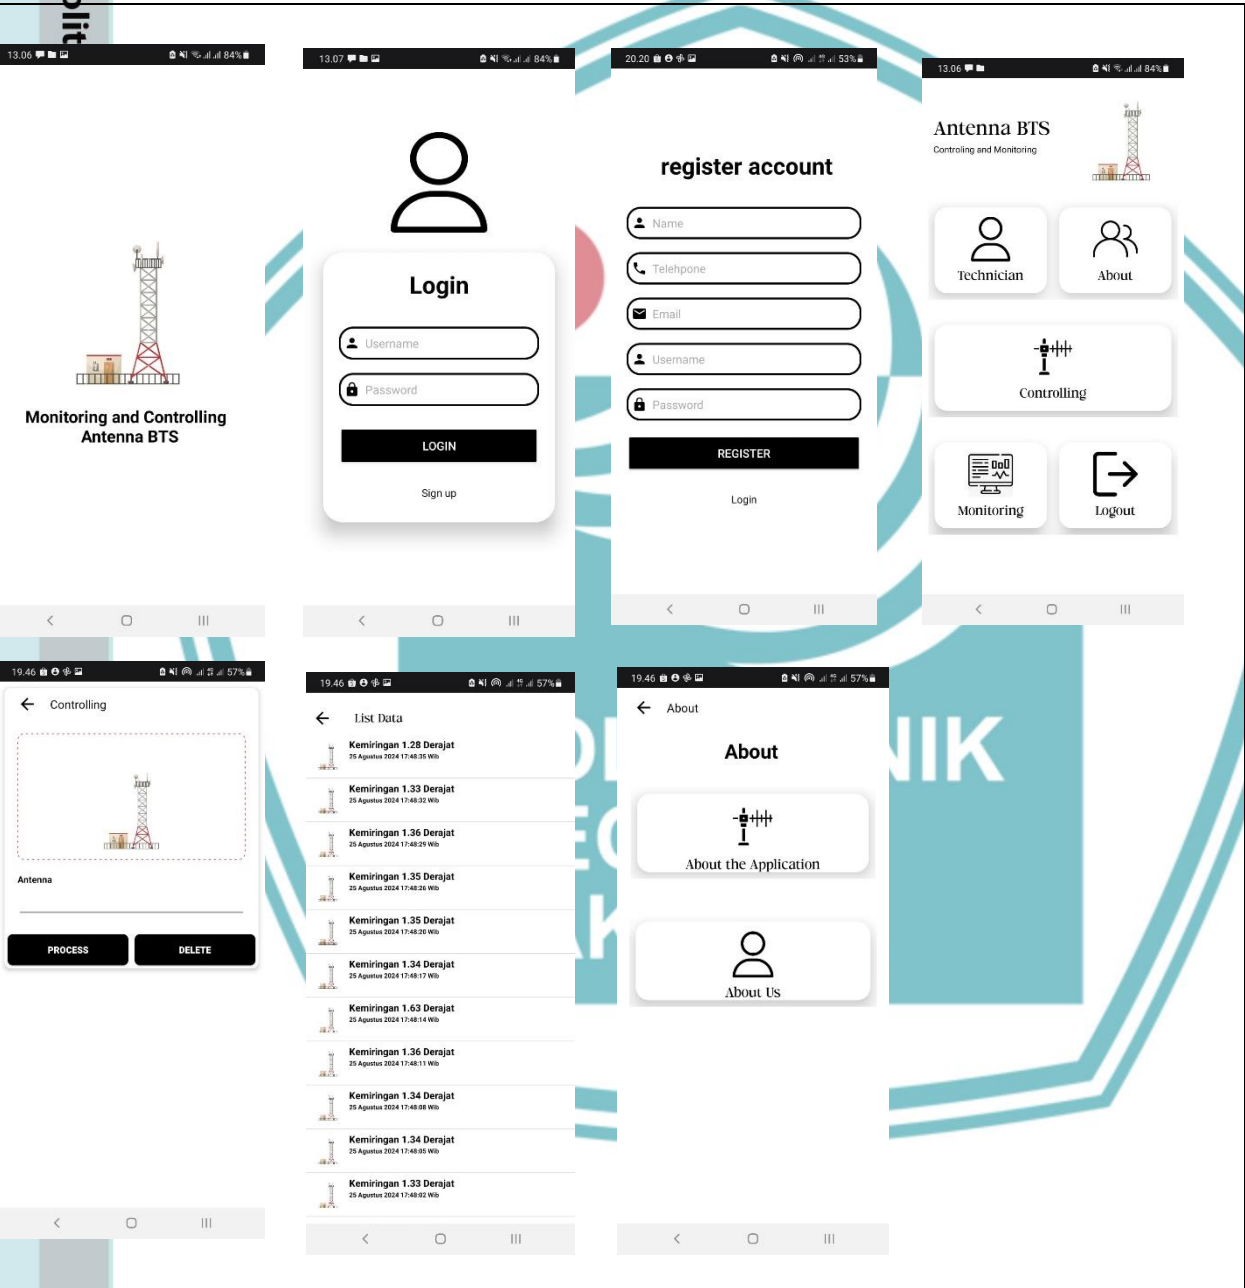 olit
13.06
84%
Monitoring and Controlling
Antenna BTS
13.07
84%
Login
Username
Password
LOGIN
Sign up
20.20
53%
register account
Name
Telehpone
Email
Username
Password
REGISTER
Login
13.06
84%
Antenna BTS
Controling and Monitoring
Technician
About
Controlling
Monitoring
Logout
19.46
57%
Controlling
Antenna
PROCESS
DELETE
19.46
57%
List Data
Kemiringan 1.28 Derajat
25 Agustus 2024 17:48:35 Wib
Kemiringan 1.33 Derajat
25 Agustus 2024 17:48:32 Wib
Kemiringan 1.36 Derajat
25 Agustus 2024 17:48:29 Wib
Kemiringan 1.35 Derajat
25 Agustus 2024 17:48:26 Wib
Kemiringan 1.35 Derajat
25 Agustus 2024 17:48:20 Wib
Kemiringan 1.34 Derajat
25 Agustus 2024 17:48:17 Wib
Kemiringan 1.63 Derajat
25 Agustus 2024 17:48:14 Wib
Kemiringan 1.36 Derajat
25 Agustus 2024 17:48:11 Wib
Kemiringan 1.34 Derajat
25 Agustus 2024 17:48:08 Wib
Kemiringan 1.34 Derajat
25 Agustus 2024 17:48:05 Wib
Kemiringan 1.33 Derajat
25 Agustus 2024 17:48:02 Wib
19.46
57%
About
About
About the Application
About Us
NIK